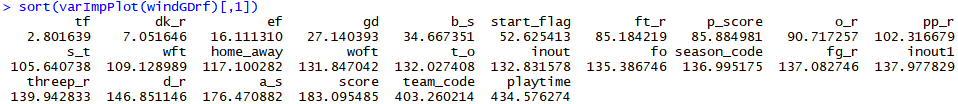 > sort(varImpPlot(windGDrf)[,1])
tf dk_r ef gd b_s start_flag ft_r p_score o_r pp_r
2.801639 7.051646 16.111310 27.140393 34.667351 52.625413 85.184219 85.884981 90.717257 102.316679
s_t wft home_away woft t_o inout fo season_code fg_r inout1
105.640738 109.128989 117.100282 131.847042 132.027408 132.831578 135.386746 136.995175 137.082746 137.977829
threep_r d_r a_s score team_code playtime
139.942833 146.851146 176.470882 183.095485 403.260214 434.576274